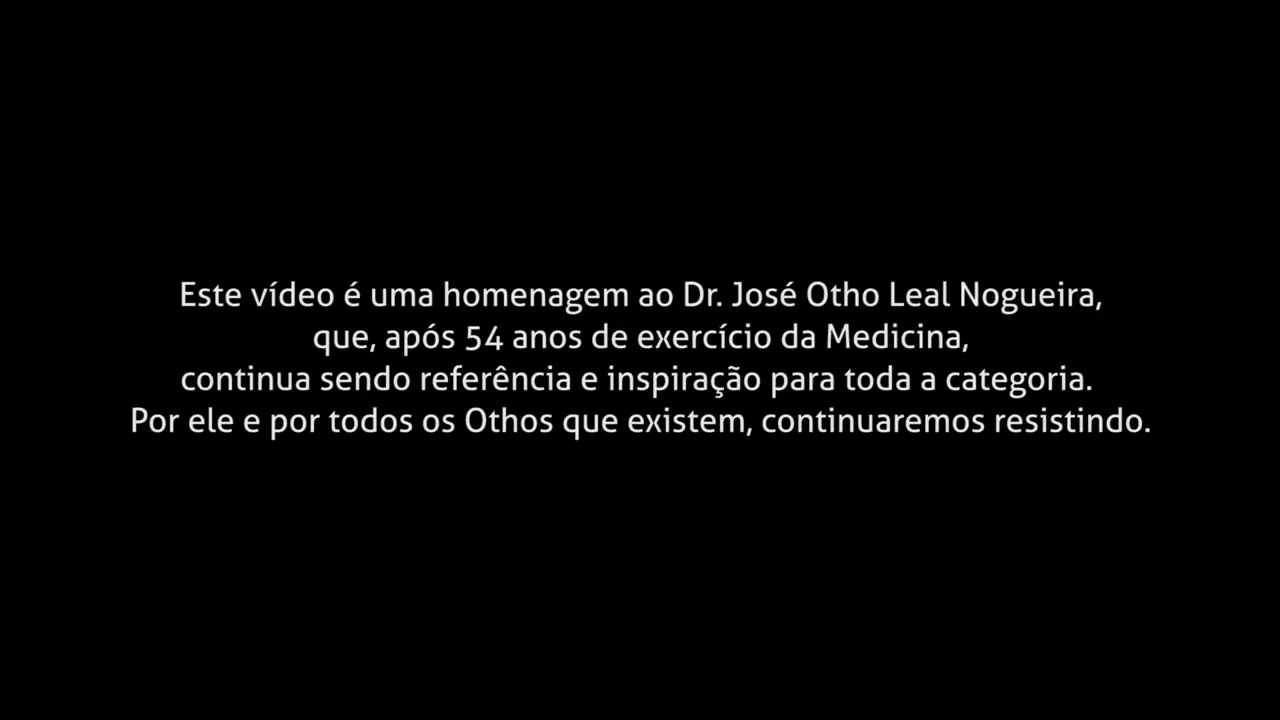 Este vídeo é uma homenagem ao Dr. José Otho Leal Nogueira,
que, após 54 anos de exercício da Medicina,
continua sendo referência e inspiração para toda a categoria.
Por ele e por todos os Othos que existem, continuaremos resistindo.